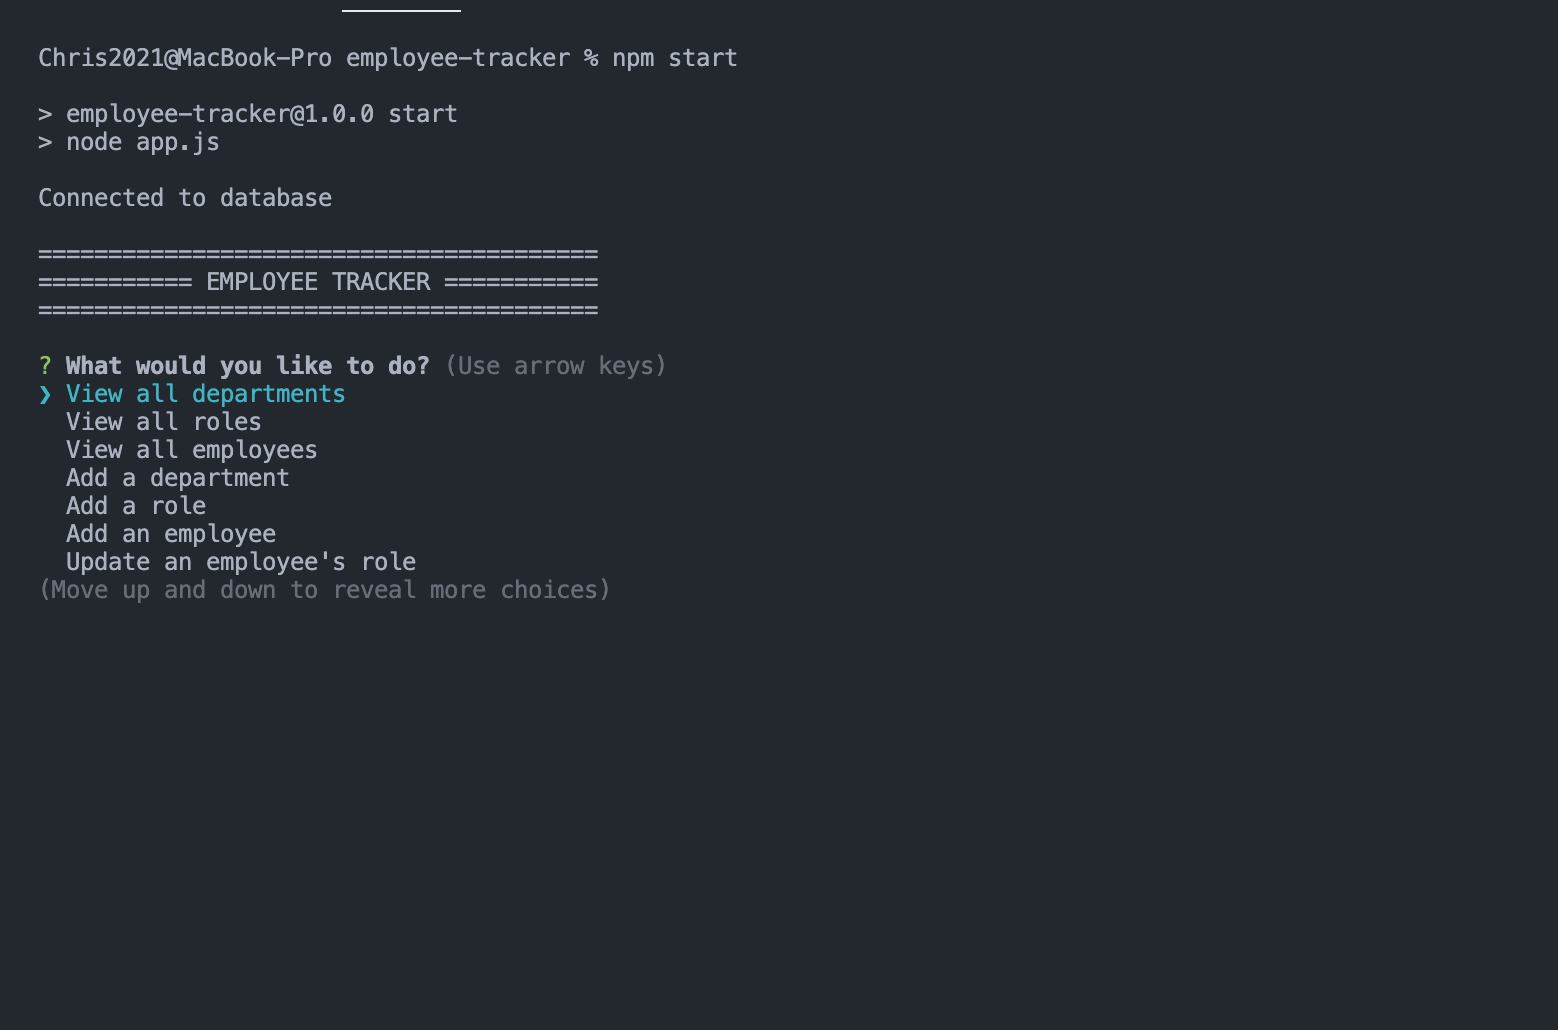 Chris2021@MacBook-Pro employee-tracker % npm start
> employee-tracker@1.0.0 start
> node app.js
Connected to database
========================================
=========== EMPLOYEE TRACKER ===========
========================================
? What would you like to do? (Use arrow keys)
❯ View all departments
View all roles
View all employees
Add a department
Add a role
Add an employee
Update an employee's role
(Move up and down to reveal more choices)